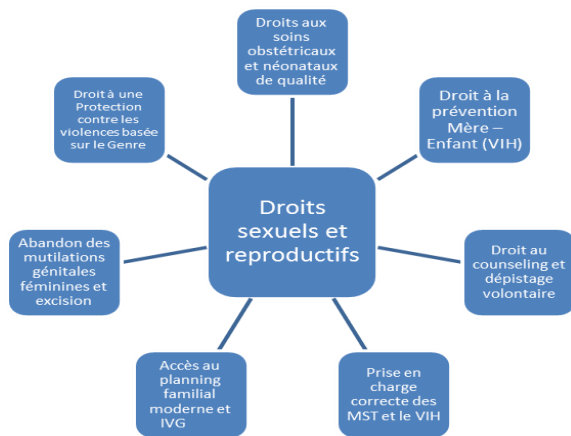 Droits aux
soins
obstétricaux
et néonataux
de qualité
Droit à la
prévention
Mère –
Enfant (VIH)
Droit au
counseling et
dépistage
volontaire
Prise en
charge
correcte des
MST et le VIH
Accès au
planning
familial
moderne et
IVG
Abandon des
mutilations
génitales
féminines et
excision
Droit à une
Protection
contre les
violences basée
sur le Genre
Droits
sexuels et
reproductifs